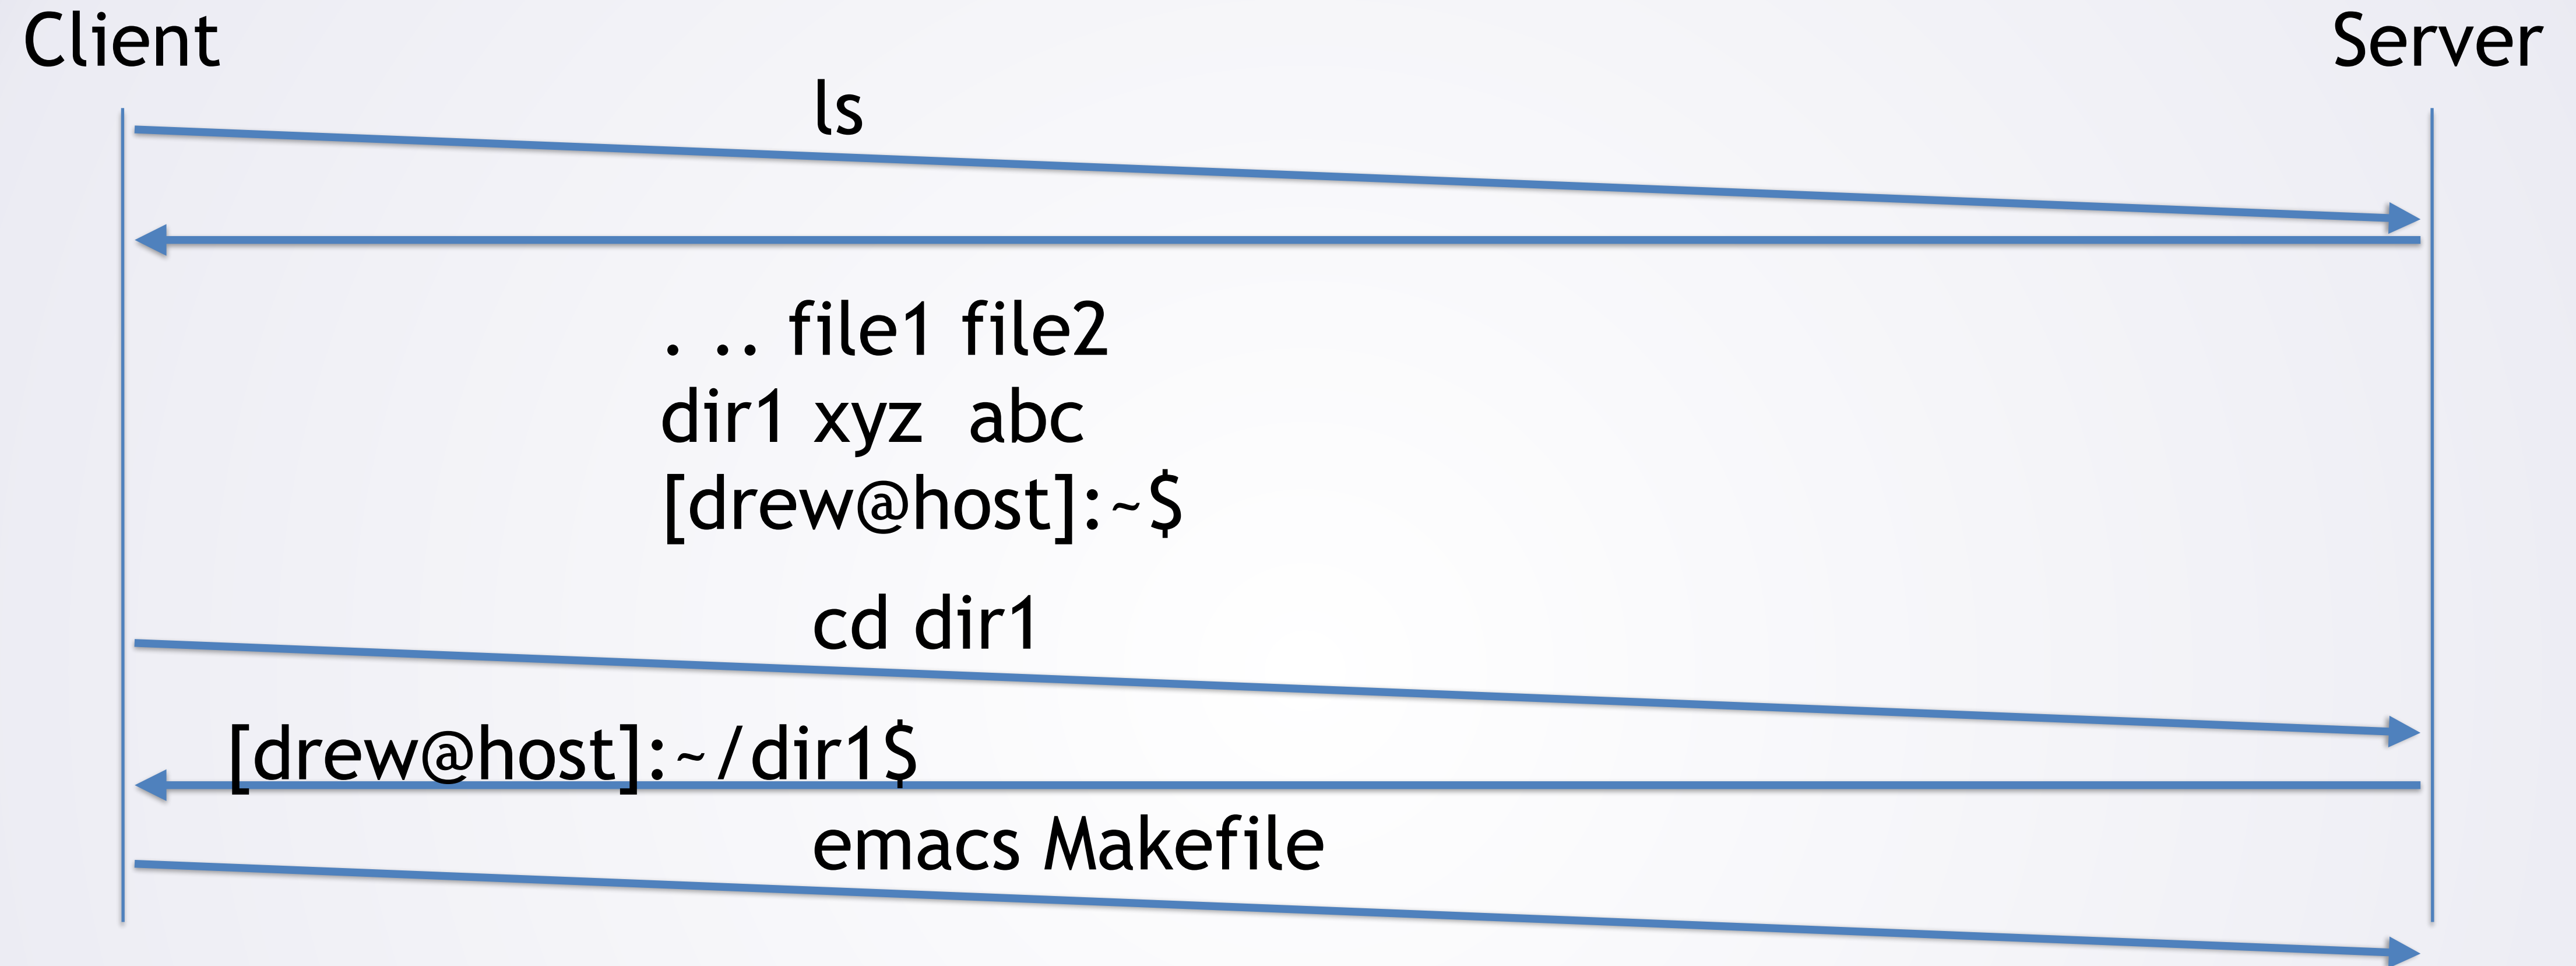 Client
Server
ls
. .. file1 file2
dir1 xyz  abc
[drew@host]:~$
cd dir1
[drew@host]:~/dir1$
emacs Makefile